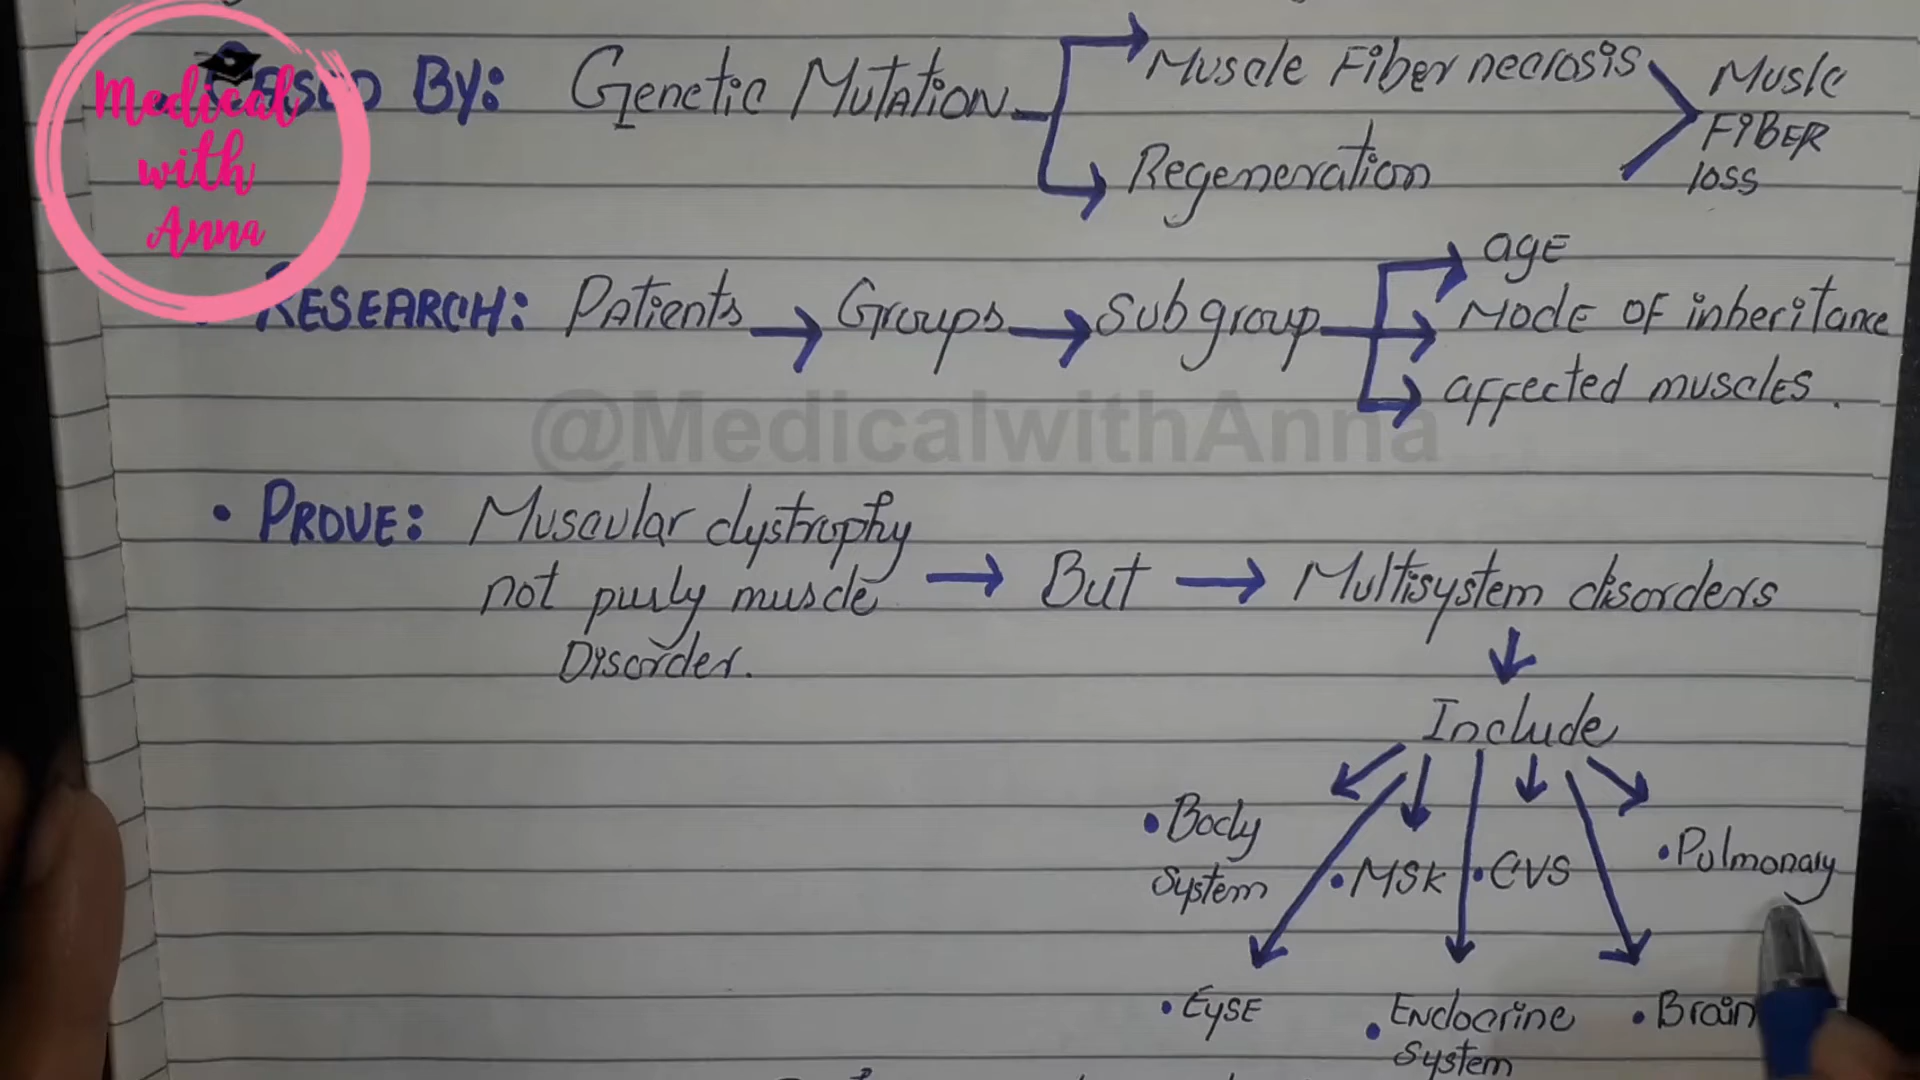 Medical
with
Anna
BY: Genetic Mutation
Muscle Fiber necrosis
Regeneration
Muslc
FiBER
loss
RESEARCH: Patients → Groups → Subgroup
age
Mode of inheritance
affected muscles.
@MedicalwithAnna
• PROVE: Muscular dystrophy
not purly muscle → But → Multisystem disorders
Disorder.
Include
• Body
System
• MSK
• CVS
• Pulmonary
• EySE
• Endocrine
System
• Brain